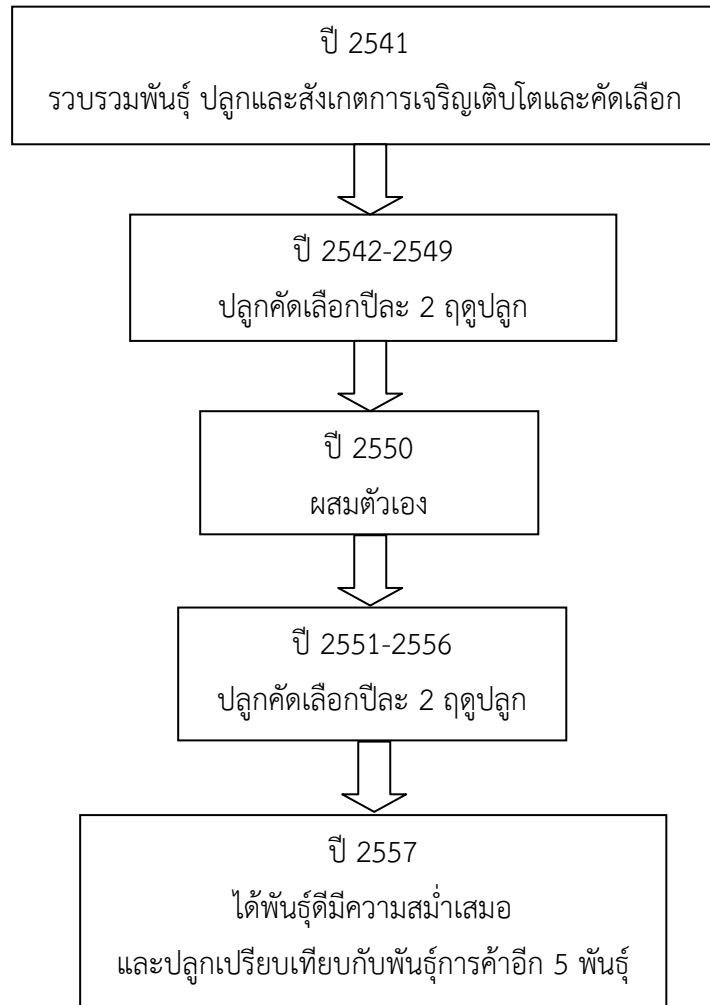 ปี 2541
รวบรวมพันธุ์ ปลูกและสังเกตการเจริญเติบโตและคัดเลือก
ปี 2542-2549
ปลูกคัดเลือกปีละ 2 ฤดูปลูก
ปี 2550
ผสมตัวเอง
ปี 2551-2556
ปลูกคัดเลือกปีละ 2 ฤดูปลูก
ปี 2557
ได้พันธุ์ดีมีความสม่ำเสมอ
และปลูกเปรียบเทียบกับพันธุ์การค้าอีก 5 พันธุ์